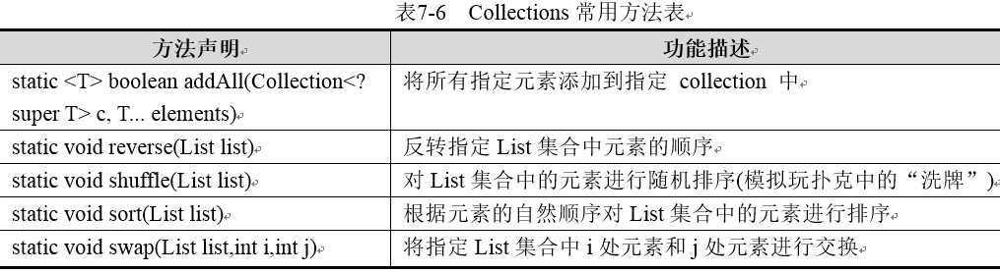 表7-6 Collections 常用方法表↵
方法声明↵
功能描述↵
static <T> boolean addAll(Collection<?
super T> c, T... elements)↵
将所有指定元素添加到指定 collection 中↵
static void reverse(List list)↵
反转指定 List 集合中元素的顺序↵
static void shuffle(List list)↵
对 List 集合中的元素进行随机排序(模拟玩扑克中的“洗牌”)↵
static void sort(List list)↵
根据元素的自然顺序对 List 集合中的元素进行排序↵
static void swap(List list,int i,int j)↵
将指定 List 集合中 i 处元素和 j 处元素进行交换↵